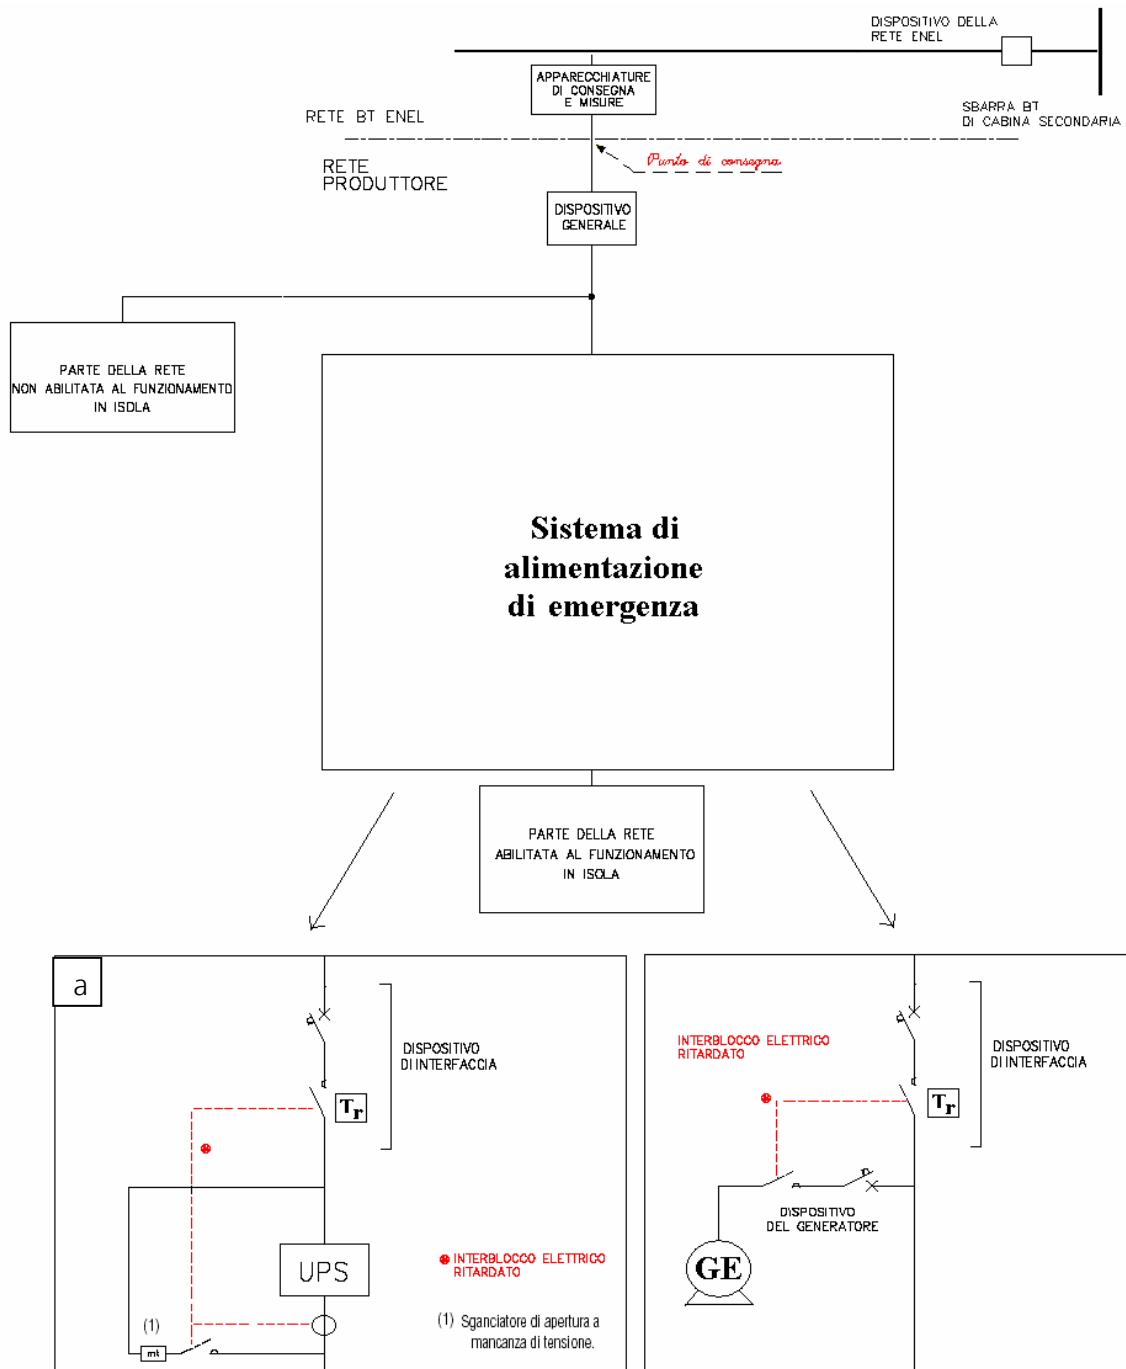 DISPOSITIVO DELLA
RETE ENEL
APPARECCHIATURE
DI CONSEGNA
E MISURE
RETE BT ENEL
SBARRA BT
DI CABINA SECONDARIA
Punto di consegna
RETE
PRODUTTORE
DISPOSITIVO
GENERALE
PARTE DELLA RETE
NON ABILITATA AL FUNZIONAMENTO
IN ISOLA
Sistema di
alimentazione
di emergenza
PARTE DELLA RETE
ABILITATA AL FUNZIONAMENTO
IN ISOLA
a
DISPOSITIVO
DI INTERFACCIA
Tr
UPS
INTERBLOCCO ELETTRICO
RITARDATO
(1)
mt
(1) Sganciatore di apertura a
mancanza di tensione.
INTERBLOCCO ELETTRICO
RITARDATO
DISPOSITIVO
DI INTERFACCIA
Tr
DISPOSITIVO
DEL GENERATORE
GE